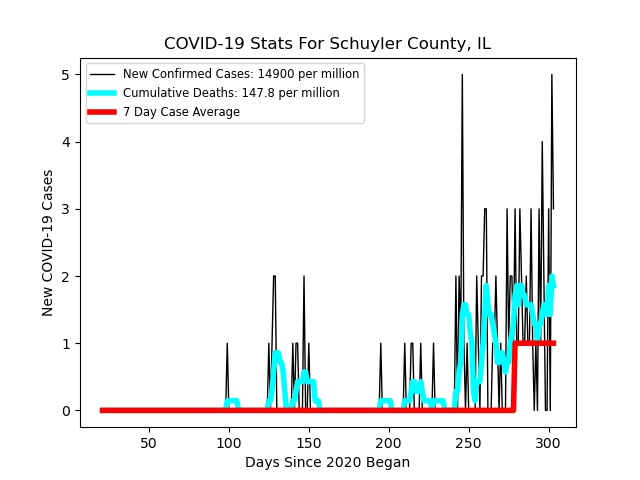 COVID-19 Stats For Schuyler County, IL
New Confirmed Cases: 14900 per million
Cumulative Deaths: 147.8 per million
7 Day Case Average
New COVID-19 Cases
5
4
3
2
1
0
50 100 150 200 250 300
Days Since 2020 Began